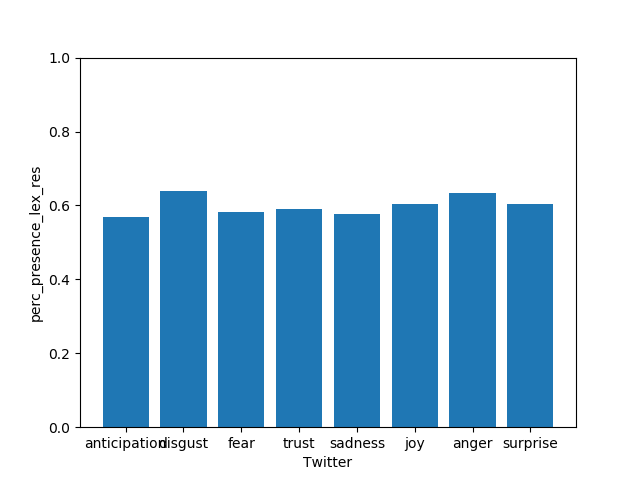 1.0
0.8
0.6
0.4
0.2
0.0
perc_presence_lex_res
anticipation disgust fear trust sadness joy anger surprise
Twitter